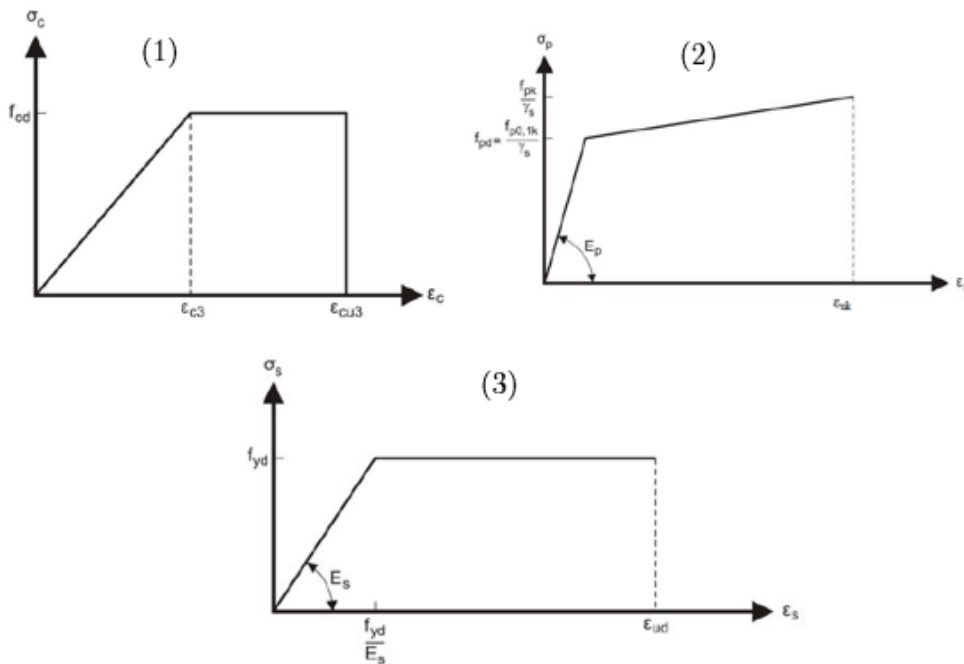 σc
(1)
fcd
εc3
εcu3
εc
σp
(2)
fpk
γs
fpd = fp0,1k
γs
Ep
εuk
σs
(3)
fyd
Es
fyd
Es
εud
εs